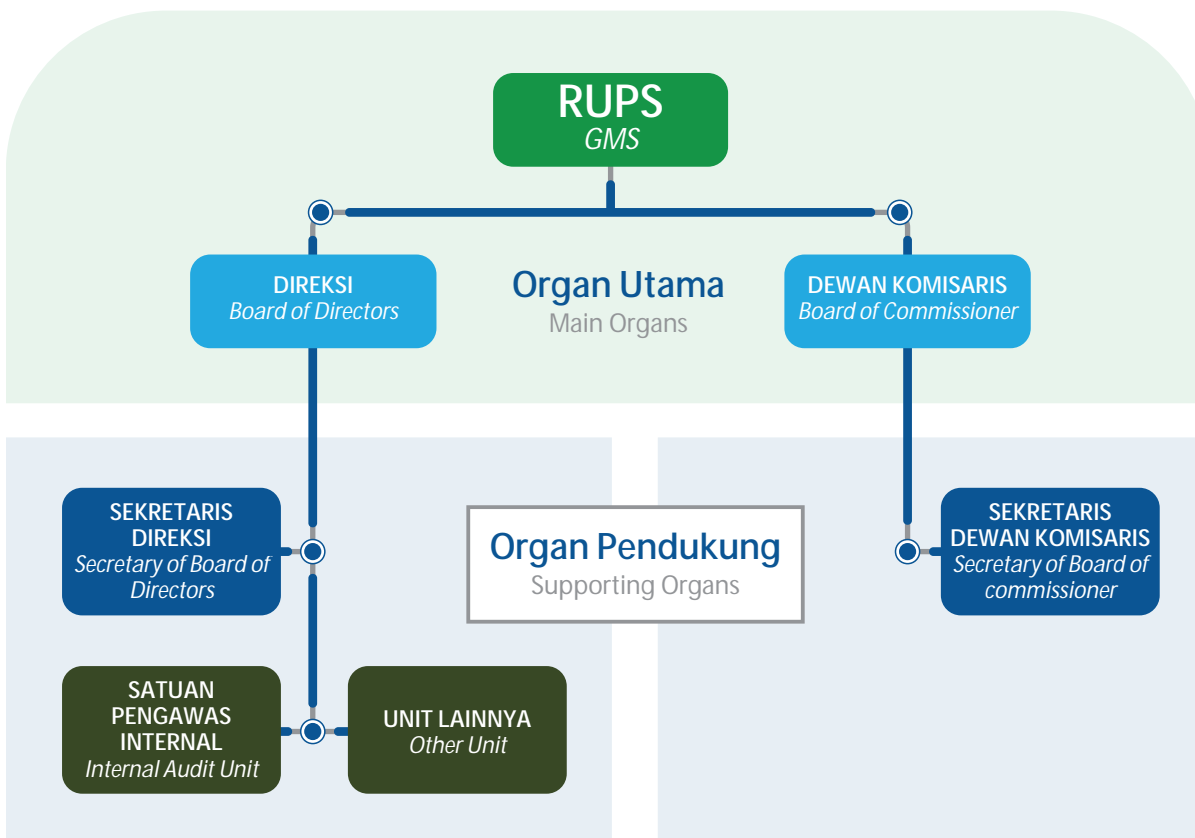 RUPS
GMS
DIREKSI
Board of Directors
Organ Utama
Main Organs
DEWAN KOMISARIS
Board of Commissioner
SEKRETARIS
DIREKSI
Secretary of Board of
Directors
Organ Pendukung
Supporting Organs
SEKRETARIS
DEWAN KOMISARIS
Secretary of Board of
commissioner
SATUAN
PENGAWAS
INTERNAL
Internal Audit Unit
UNIT LAINNYA
Other Unit